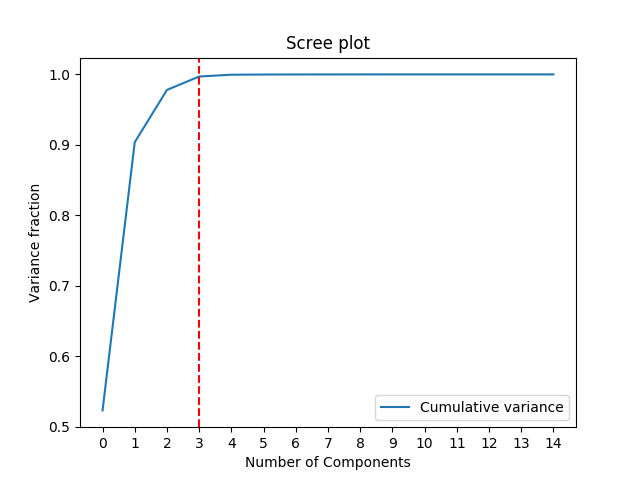 Scree plot
1.0
0.9
0.8
0.7
0.6
0.5
Variance fraction
Cumulative variance
0 1 2 3 4 5 6 7 8 9 10 11 12 13 14
Number of Components